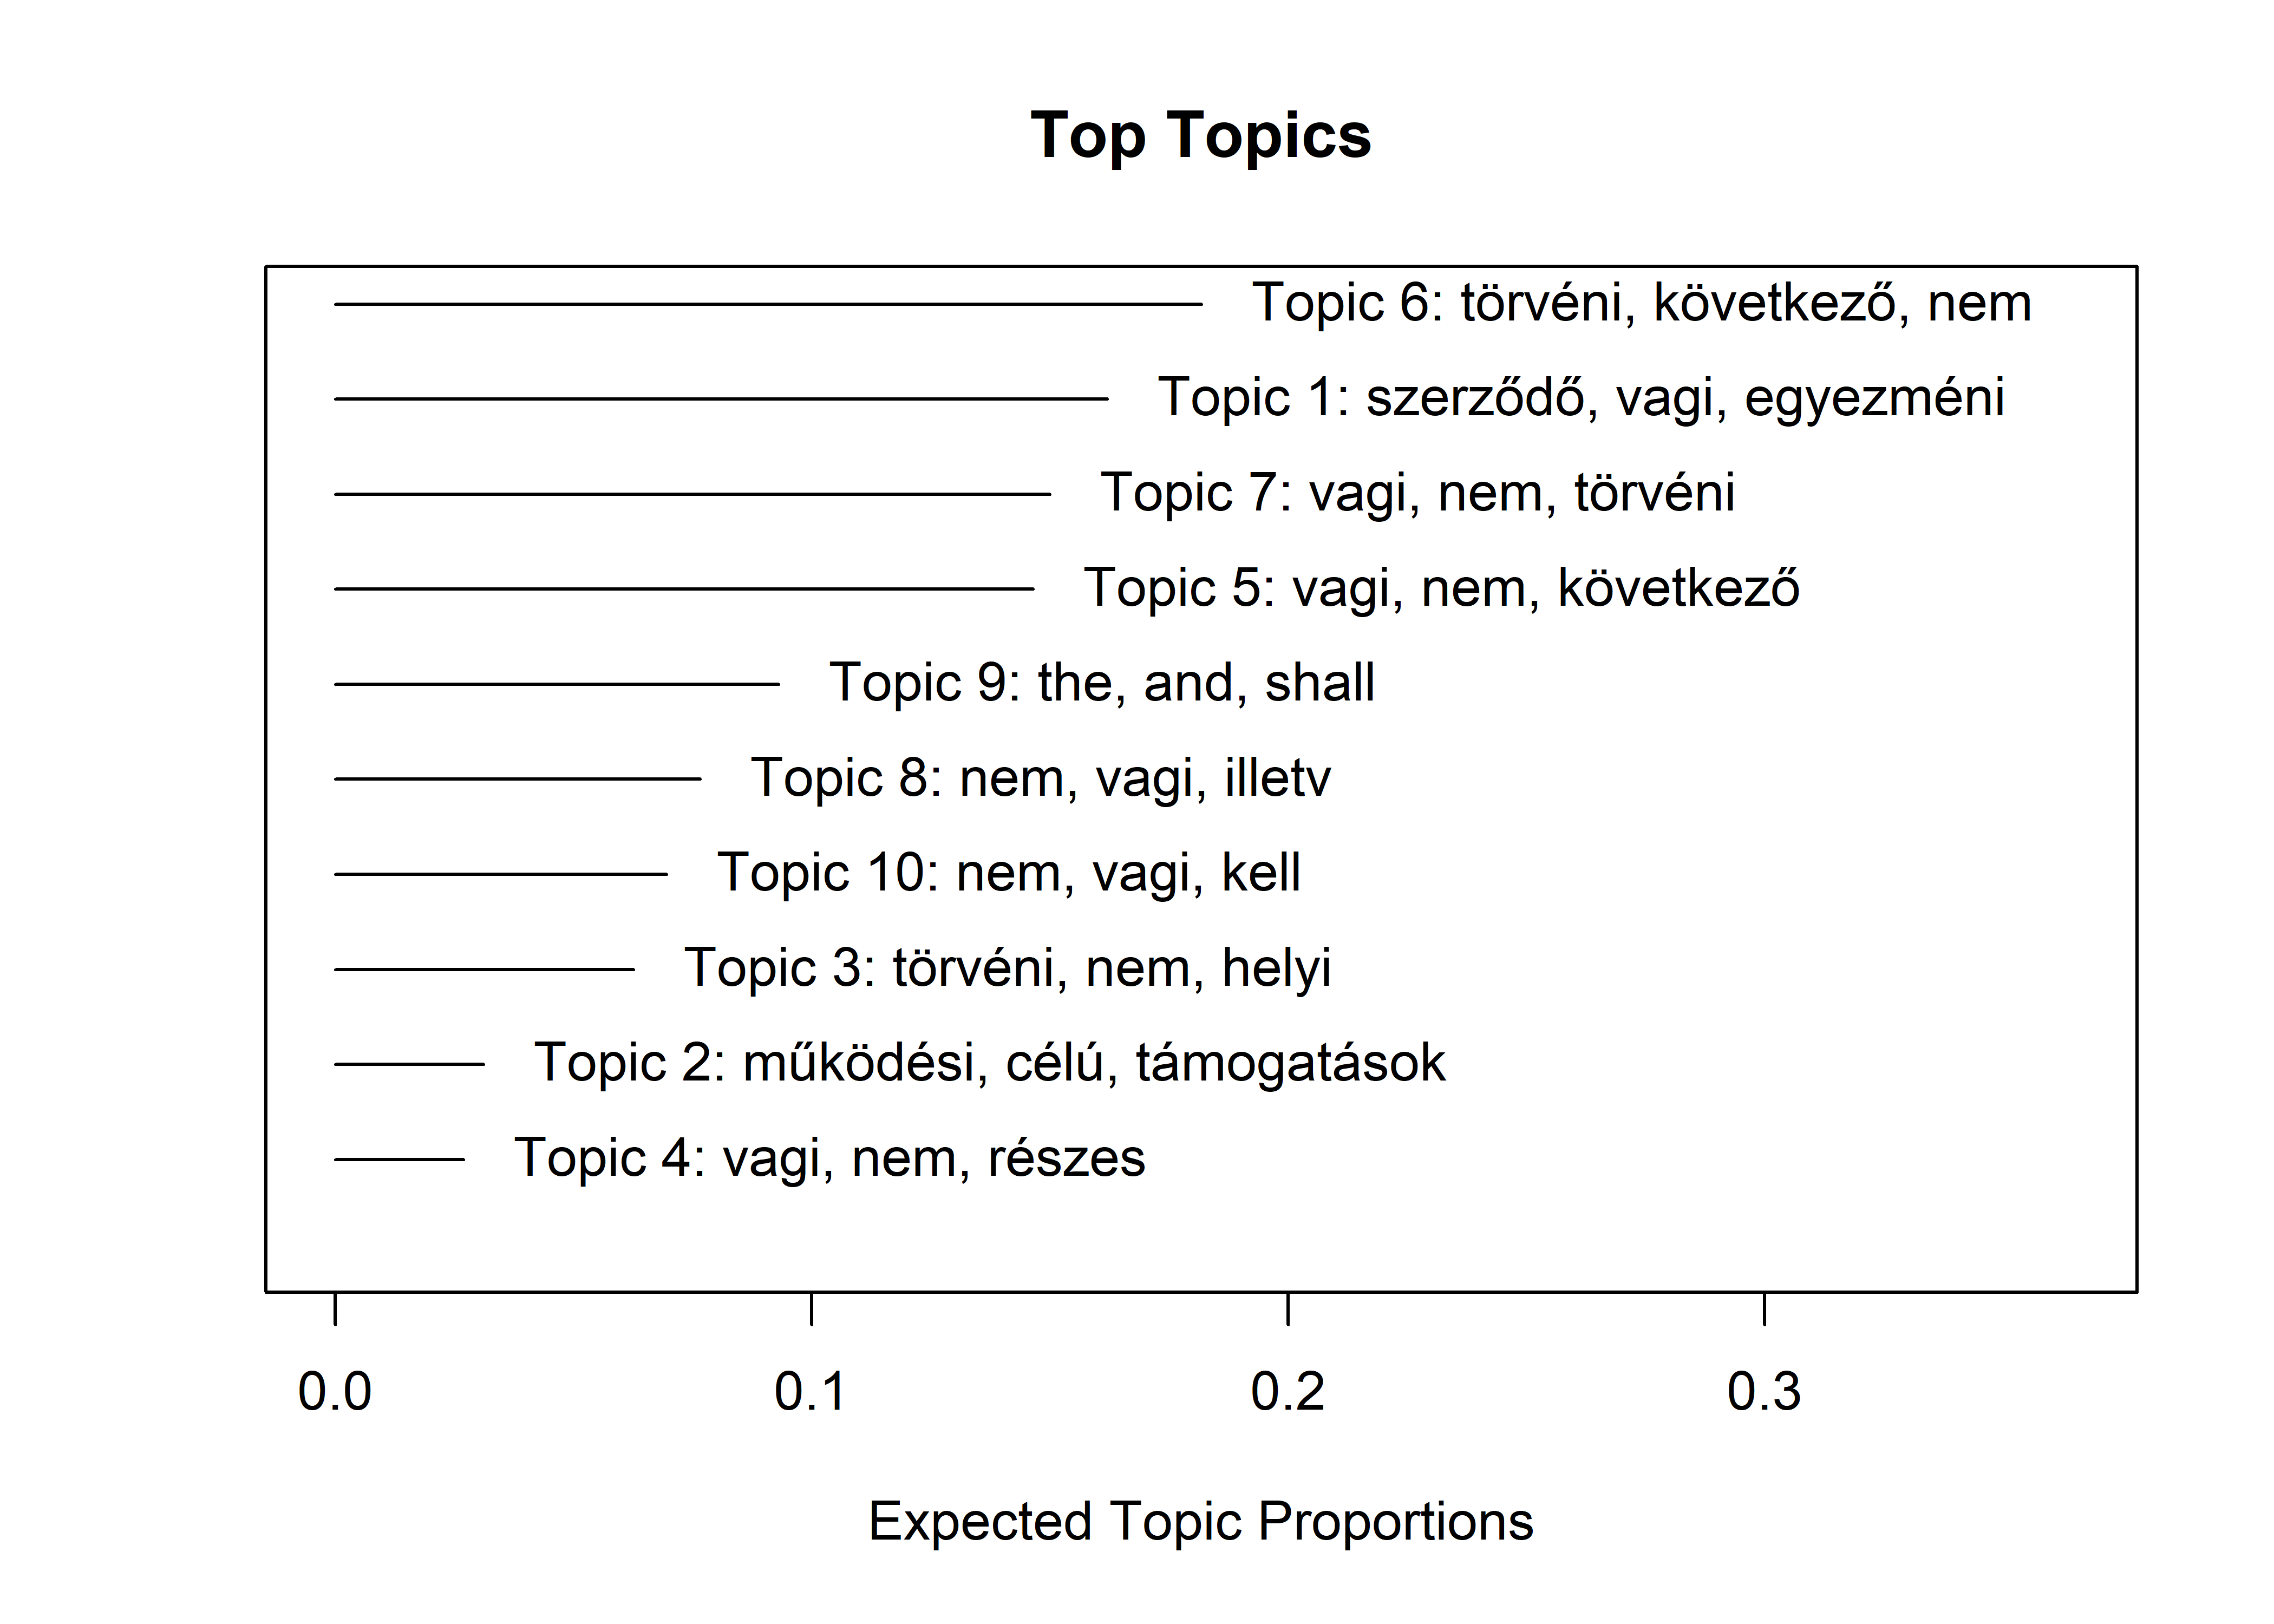 Top Topics
Topic 6: törvéni, következő, nem
Topic 1: szerződő, vagi, egyezméni
Topic 7: vagi, nem, törvéni
Topic 5: vagi, nem, következő
Topic 9: the, and, shall
Topic 8: nem, vagi, illetv
Topic 10: nem, vagi, kell
Topic 3: törvéni, nem, helyi
Topic 2: működési, célú, támogatások
Topic 4: vagi, nem, részes
0.0 0.1 0.2 0.3
Expected Topic Proportions